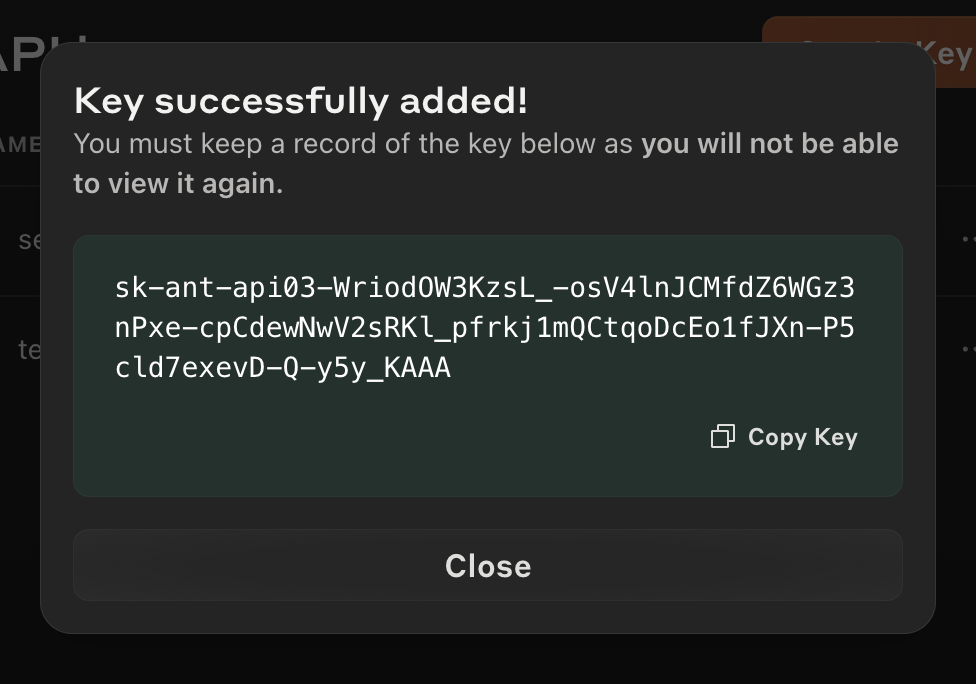 Key successfully added!
You must keep a record of the key below as you will not be able
to view it again.
sk-ant-api03-WriodOW3KzsL_-osV4lnJCMfdZ6WGz3
nPxe-cpCdewNwV2sRKl_pfrkj1mQCtqoDcEo1fJXn-P5
cld7exevD-Q-y5y_KAAA
Copy Key
Close